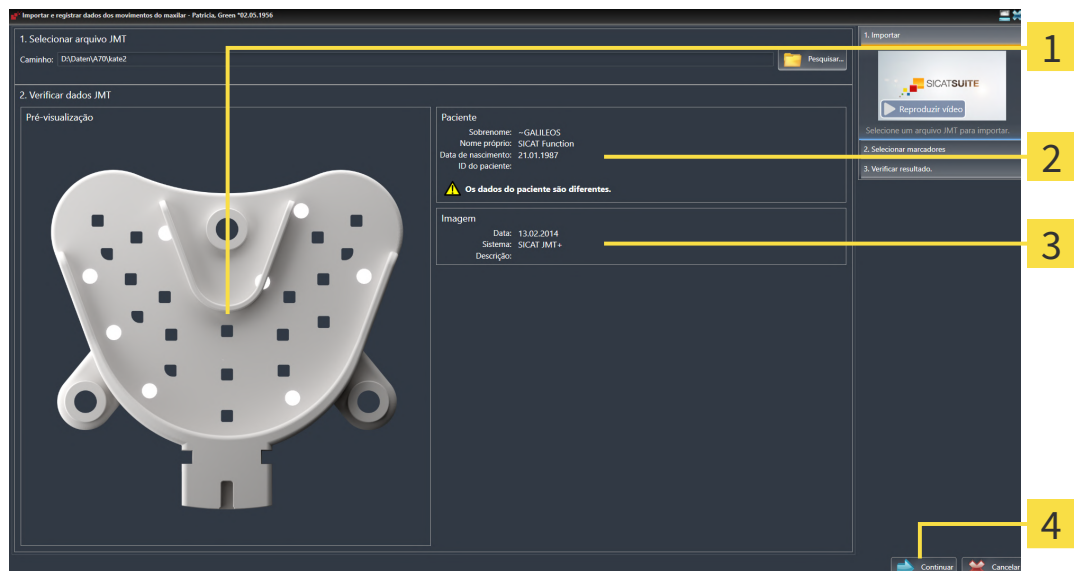 Importar e registrar dados dos movimentos do maxilar - Patricia, Green *02.05.1956
1. Selecionar arquivo JMT
Caminho: D:\Daten\A70\kate2
Pesquisar...
2. Verificar dados JMT
Pré-visualização
Paciente
Sobrenome: ~GALILEOS
Nome próprio: SICAT Function
Data de nascimento: 21.01.1987
ID do paciente:
Os dados do paciente são diferentes.
Imagem
Data: 13.02.2014
Sistema: SICAT JMT+
Descrição:
1. Importar
SICATSUITE
Reproduzir vídeo
Selecione um arquivo JMT para importar.
2. Selecionar marcadores
3. Verificar resultado.
Continuar
Cancelar
1
2
3
4